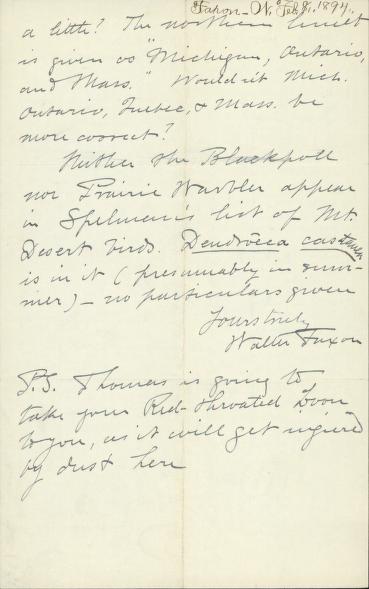 Faxon - W. Feb. 8, 1894.
a little? The northern limit
is given as "Michigan, Ontario,
and Mass." Would it Mich.
Ontario, Quebec, & Mass. be
more correct?
Neither the Blackpoll
nor Prairie Warbler appear
in Spelman's list of Mt.
Desert birds. Dendröeca castanea
is in it (presumably in sum-
mer) - no particulars given
Yours truly
Walter Faxon
P.S. Thomas is going to
take your Red-throated Loon
to you, as it will get injured
by dust here